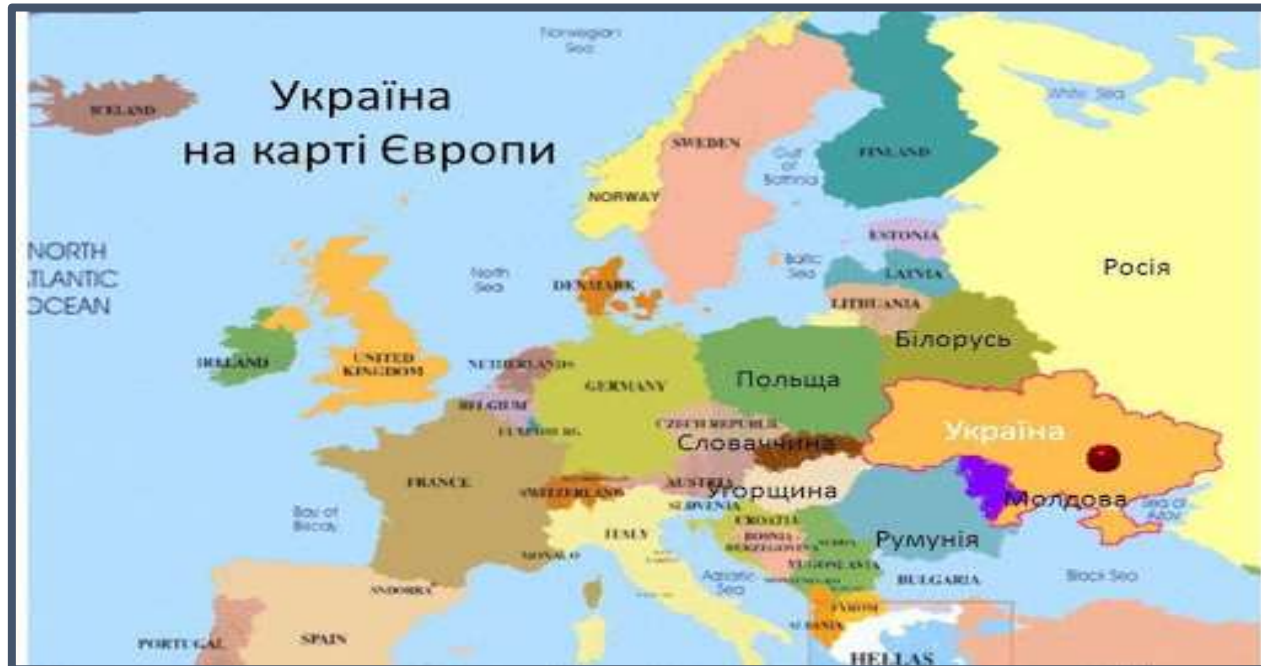 Norwegian
Sea
ICELAND
Україна
на карті Європи
White Sea
SWEDEN
FINLAND
Gulf
of
Bothnia
NORWAY
ESTONIA
NORTH
ATLANTIC
OCEAN
North
Sea
Baltic
Sea
Росія
DENMARK
LATVIA
LITHUANIA
Білорусь
IRELAND
UNITED
KINGDOM
NETHERLANDS
GERMANY
Польща
BELGIUM
CZECH REPUBLIC
Україна
Словаччина
FRANCE
SWITZERLAND
AUSTRIA
Угорщина
Молдова
SLOVENIA
Sea of
Azov
Bay of
Biscay
CROATIA
ITALY
BOSNIA
HERZEGOVINA
Румунія
MONACO
YUGOSLAVIA
Adriatic
Sea
BULGARIA
Black Sea
ANDORRA
FYROM
ALBANIA
PORTUGAL
SPAIN
HELLAS